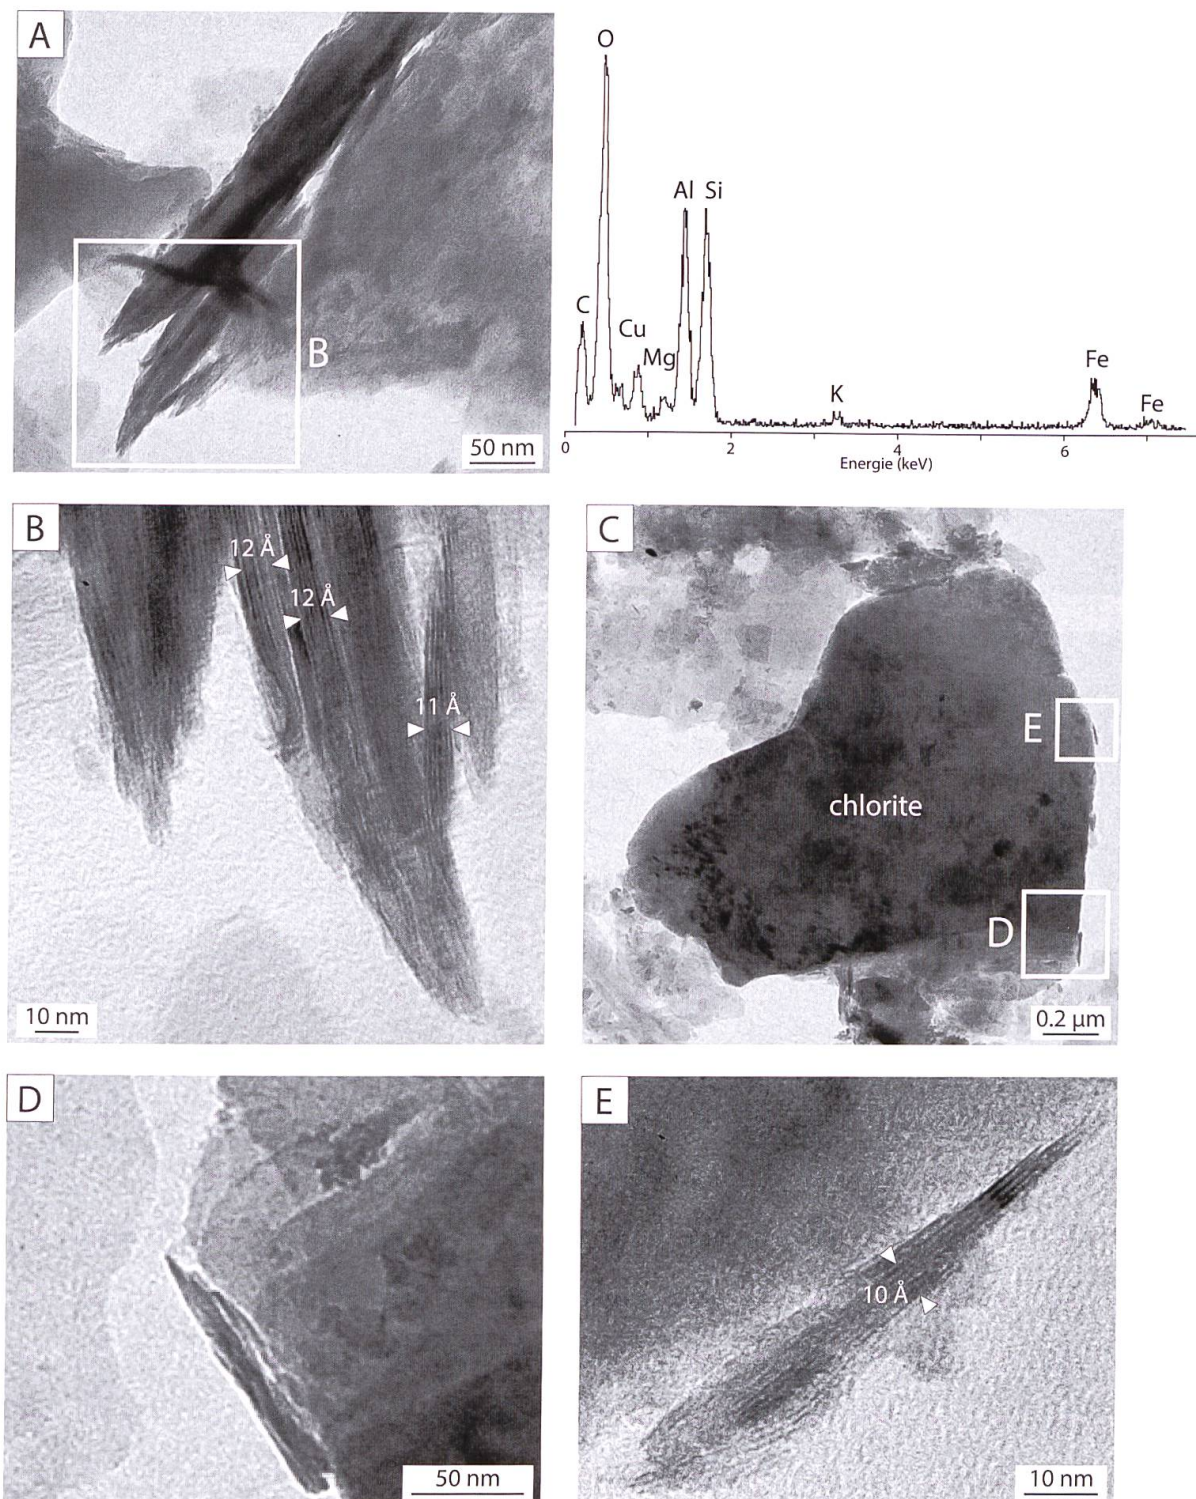 A
B
50 nm
O
Al Si
C
Cu
Mg
K
Fe
Fe
0 2 4 6
Energie (keV)
B
12 Å
12 Å
11 Å
10 nm
C
E
chlorite
D
0.2 µm
D
50 nm
E
10 Å
10 nm